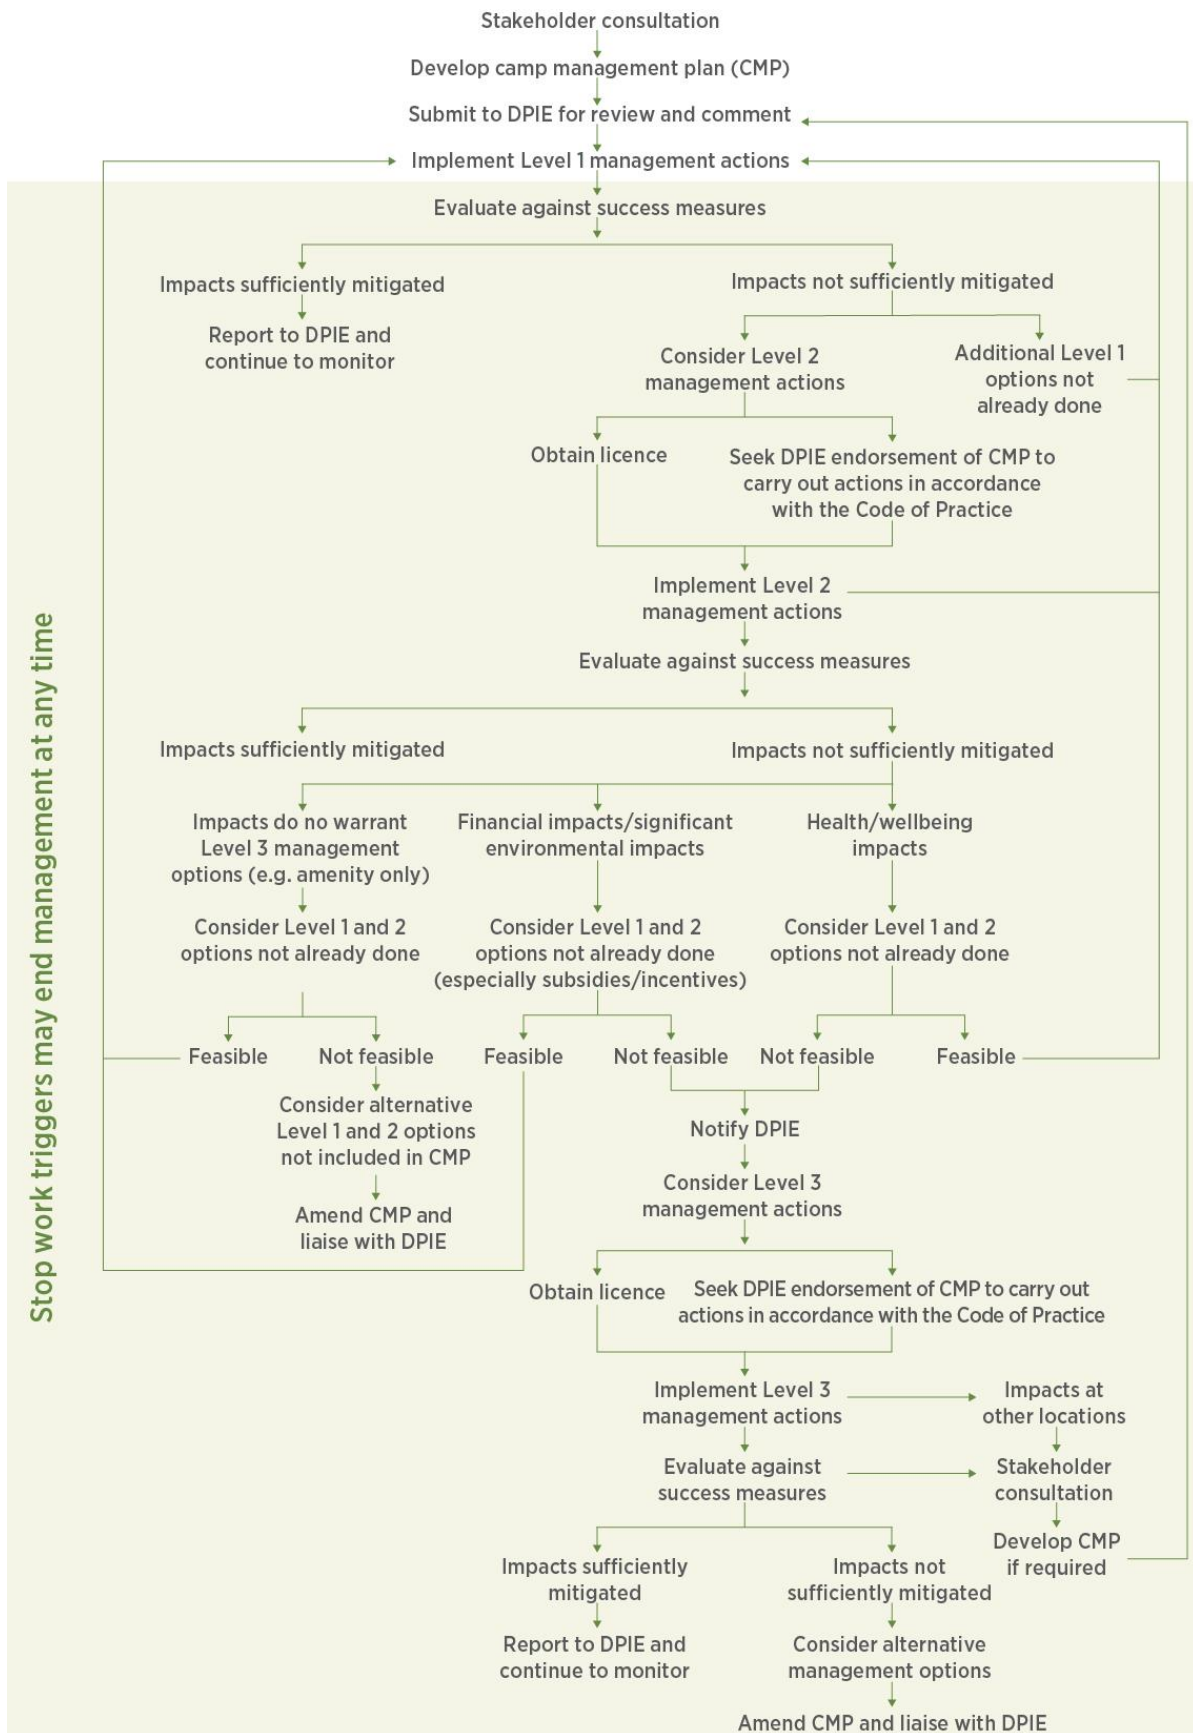 Stakeholder consultation
Develop camp management plan (CMP)
Submit to DPIE for review and comment
Implement Level 1 management actions
Evaluate against success measures
Impacts sufficiently mitigated
Report to DPIE and
continue to monitor
Impacts not sufficiently mitigated
Consider Level 2
management actions
Additional Level 1
options not
already done
Obtain licence
Seek DPIE endorsement of CMP to
carry out actions in accordance
with the Code of Practice
Implement Level 2
management actions
Evaluate against success measures
Impacts sufficiently mitigated
Impacts not sufficiently mitigated
Impacts do no warrant
Level 3 management
options (e.g. amenity only)
Financial impacts/significant
environmental impacts
Health/wellbeing
impacts
Consider Level 1 and 2
options not already done
Consider Level 1 and 2
options not already done
(especially subsidies/incentives)
Consider Level 1 and 2
options not already done
Feasible
Not feasible
Feasible
Not feasible
Not feasible
Feasible
Consider alternative
Level 1 and 2 options
not included in CMP
Amend CMP and
liaise with DPIE
Notify DPIE
Consider Level 3
management actions
Obtain licence
Seek DPIE endorsement of CMP to carry out
actions in accordance with the Code of Practice
Implement Level 3
management actions
Impacts at
other locations
Evaluate against
success measures
Stakeholder
consultation
Develop CMP
if required
Impacts sufficiently
mitigated
Impacts not
sufficiently mitigated
Report to DPIE and
continue to monitor
Consider alternative
management options
Amend CMP and liaise with DPIE
Stop work triggers may end management at any time